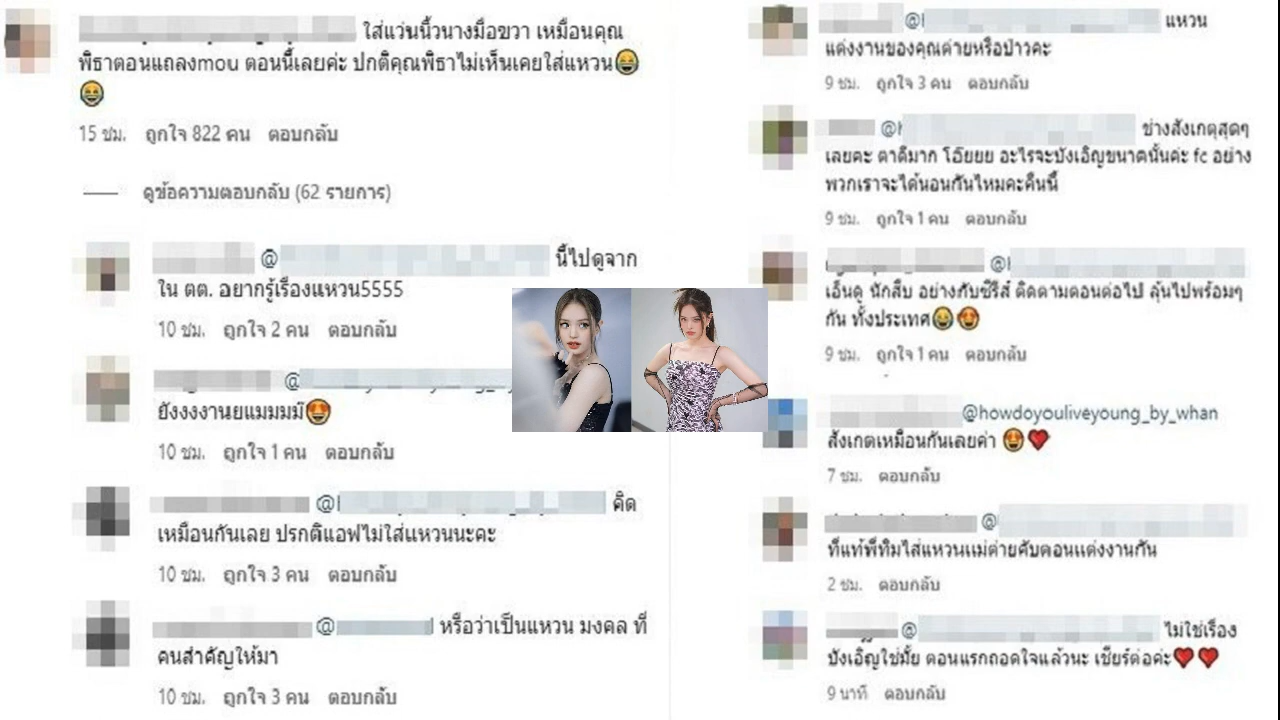 ใส่แว่นนิ้วนางมือขวา เหมือนคุณ
พิธาตอนแถลงmou ตอนนี้เลยค่ะ ปกติคุณพิธาไม่เห็นเคยใส่แหวน😂
😂
15 ชม. ถูกใจ 822 คน ตอบกลับ
ดูข้อความตอบกลับ (62 รายการ)
@ นี้ไปดูจาก
ใน ตต. อยากรู้เรื่องแหวน5555
10 ชม. ถูกใจ 2 คน ตอบกลับ
@
ยังงงงานยแมมมม๊🤩
10 ชม. ถูกใจ 1 คน ตอบกลับ
@ คิด
เหมือนกันเลย ปรกติแอฟไม่ใส่แหวนนะคะ
10 ชม. ถูกใจ 3 คน ตอบกลับ
@ หรือว่าเป็นแหวน มงคล ที่
คนสำคัญให้มา
10 ชม. ถูกใจ 3 คน ตอบกลับ
@ แหวน
แต่งงานของคุณต่ายหรือป่าวคะ
9 ชม. ถูกใจ 3 คน ตอบกลับ
@ ช่างสังเกตุสุดๆ
เลยคะ ตาดีมาก โอ๊ยยย อะไรจะบังเอิญขนาดนั้นค่ะ fc อย่าง
พวกเราจะได้นอนกันไหมคะคืนนี้
9 ชม. ถูกใจ 1 คน ตอบกลับ
@
เอ็นดู นักสืบ อย่างกับซีรีส์ ติดตามตอนต่อไป ลุ้นไปพร้อมๆ
กัน ทั้งประเทศ😂🤩
9 ชม. ถูกใจ 1 คน ตอบกลับ
@howdoyouliveyoung_by_whan
สังเกตเหมือนกันเลยค่า 🤩❤️
7 ชม. ตอบกลับ
@
ที่แท้พี่ทิมใส่แหวนแม่ต่ายคับตอนแต่งงานกัน
2 ชม. ตอบกลับ
@ ไม่ใช่เรื่อง
บังเอิญใช่มั้ย ตอนแรกถอดใจแล้วนะ เชียร์ต่อค่ะ❤️❤️
9 นาที ตอบกลับ